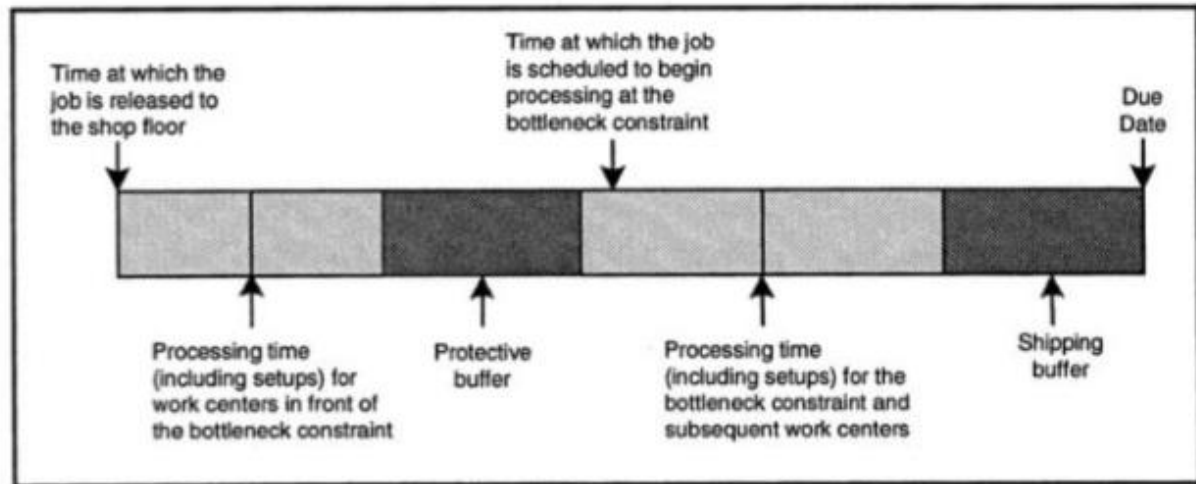 Time at which the
job is released to
the shop floor
Time at which the job
is scheduled to begin
processing at the
bottleneck constraint
Due
Date
Processing time
(including setups) for
work centers in front of
the bottleneck constraint
Protective
buffer
Processing time
(including setups) for the
bottleneck constraint and
subsequent work centers
Shipping
buffer